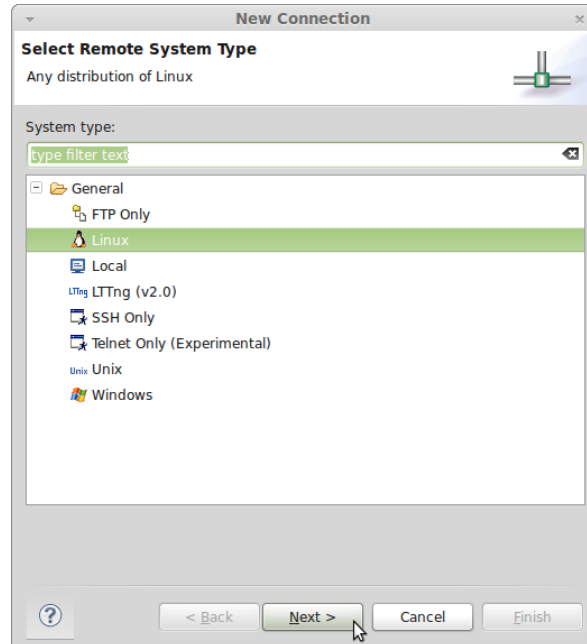 New Connection
Select Remote System Type
Any distribution of Linux
System type:
type filter text
General
FTP Only
Linux
Local
LTTng LTTng (v2.0)
SSH Only
Telnet Only (Experimental)
Unix Unix
Windows
? < Back Next > Cancel Finish